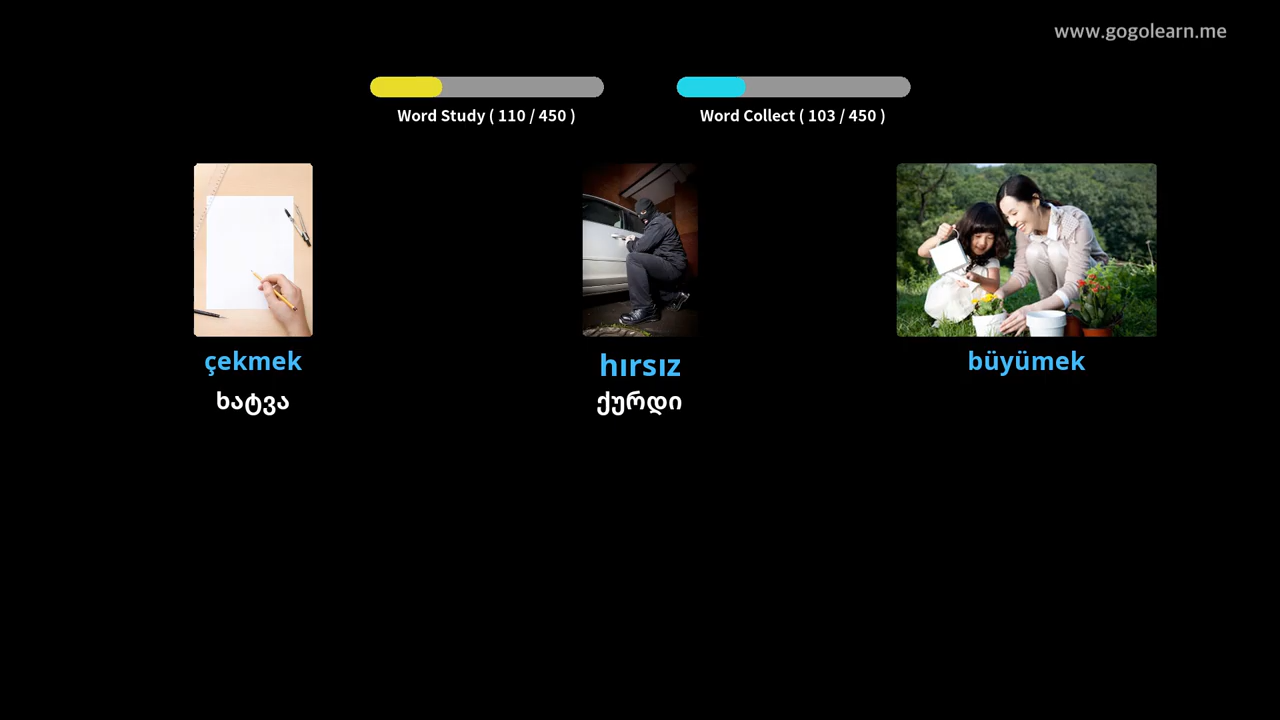 www.gogolearn.me
Word Study ( 110 / 450 )
Word Collect ( 103 / 450 )
çekmek
hırsız
büyümek
ხატვა
ქურდი